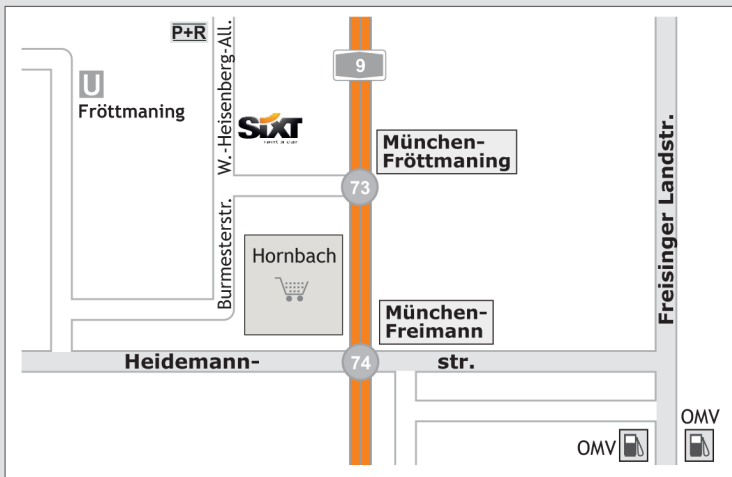 P+R
W.-Heisenberg-All.
9
U
Fröttmaning
SIXT
München-
Fröttmaning
73
Freisinger Landstr.
Burmesterstr.
Hornbach
München-
Freimann
Heidemann-
74
str.
OMV
OMV